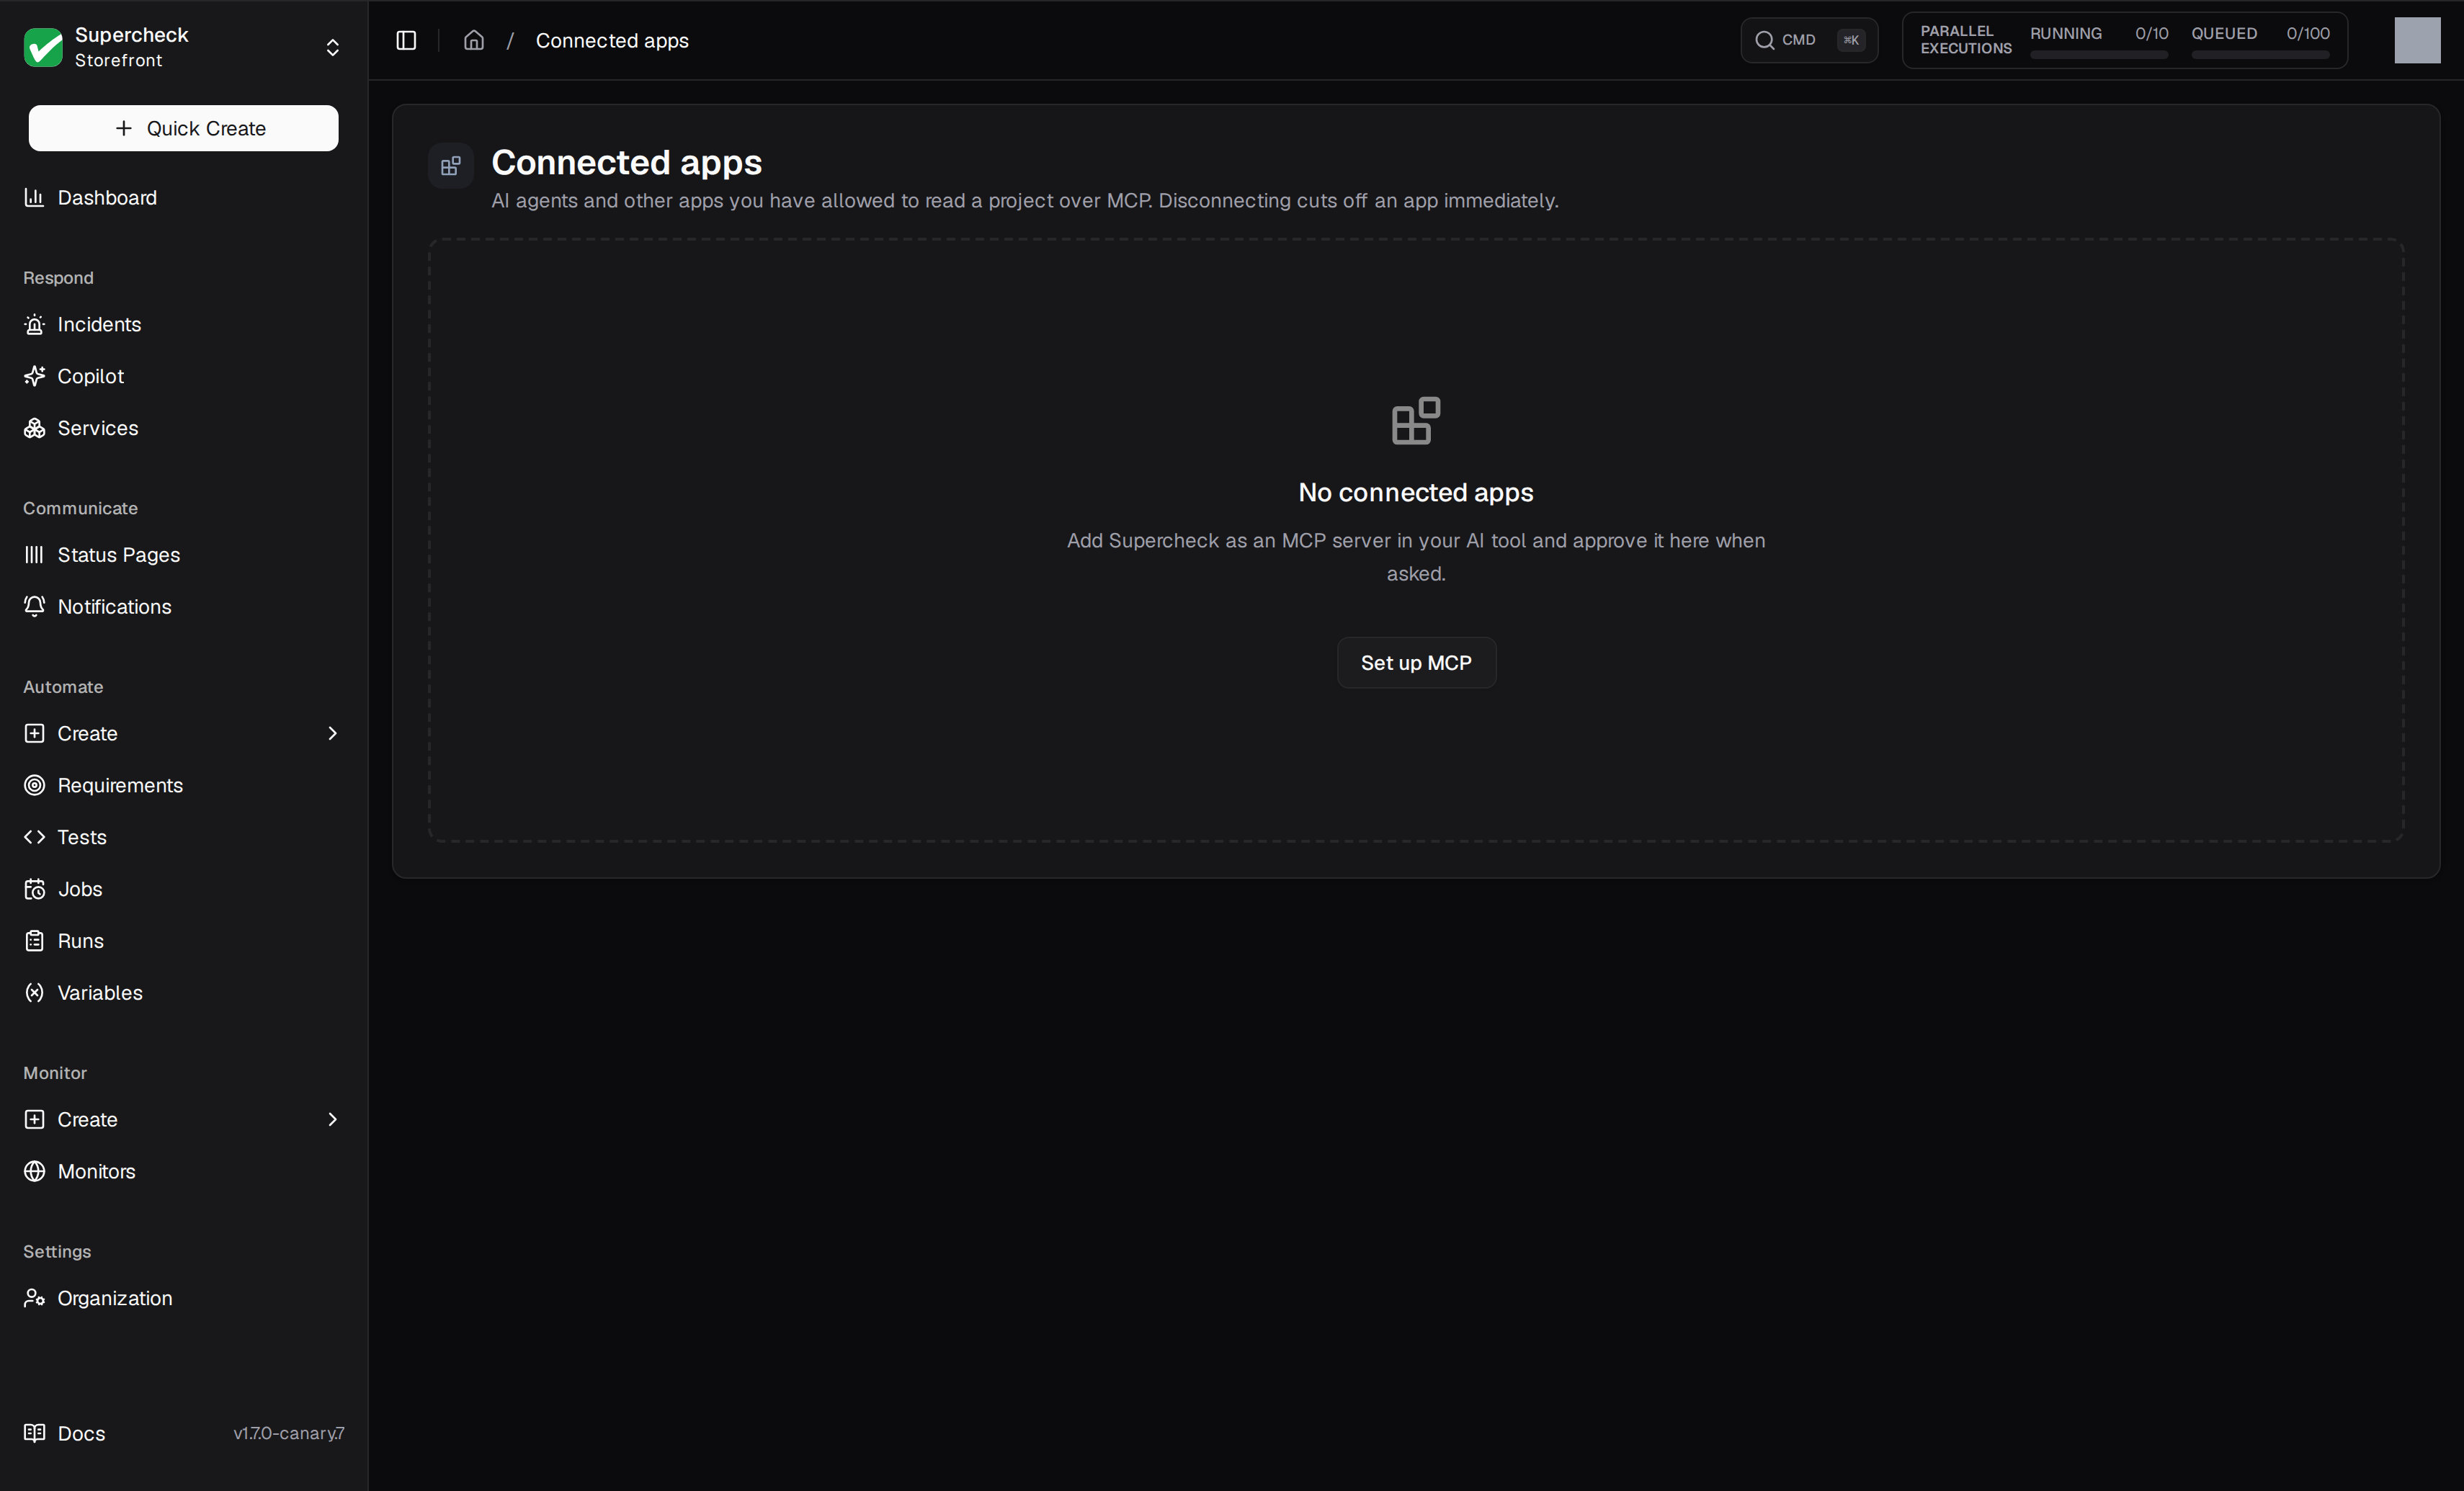 Supercheck
Storefront
Quick Create
Dashboard
Respond
Incidents
Copilot
Services
Communicate
Status Pages
Notifications
Automate
Create
Requirements
Tests
Jobs
Runs
Variables
Monitor
Create
Monitors
Settings
Organization
Docs
v1.7.0-canary.7
/
Connected apps
CMD
⌘K
PARALLEL
EXECUTIONS
RUNNING
0/10
QUEUED
0/100
Connected apps
AI agents and other apps you have allowed to read a project over MCP. Disconnecting cuts off an app immediately.
No connected apps
Add Supercheck as an MCP server in your AI tool and approve it here when
asked.
Set up MCP